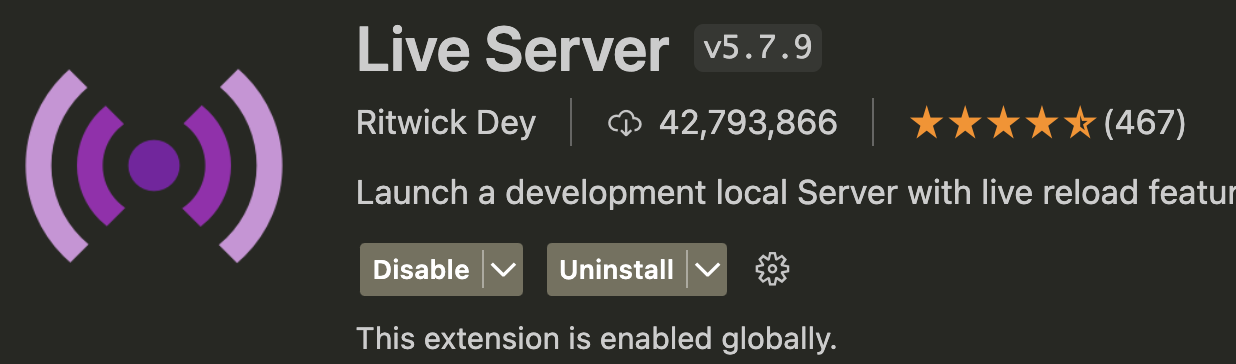 Live Server v5.7.9
Ritwick Dey 42,793,866 (467)
Launch a development local Server with live reload featur
Disable Uninstall
This extension is enabled globally.